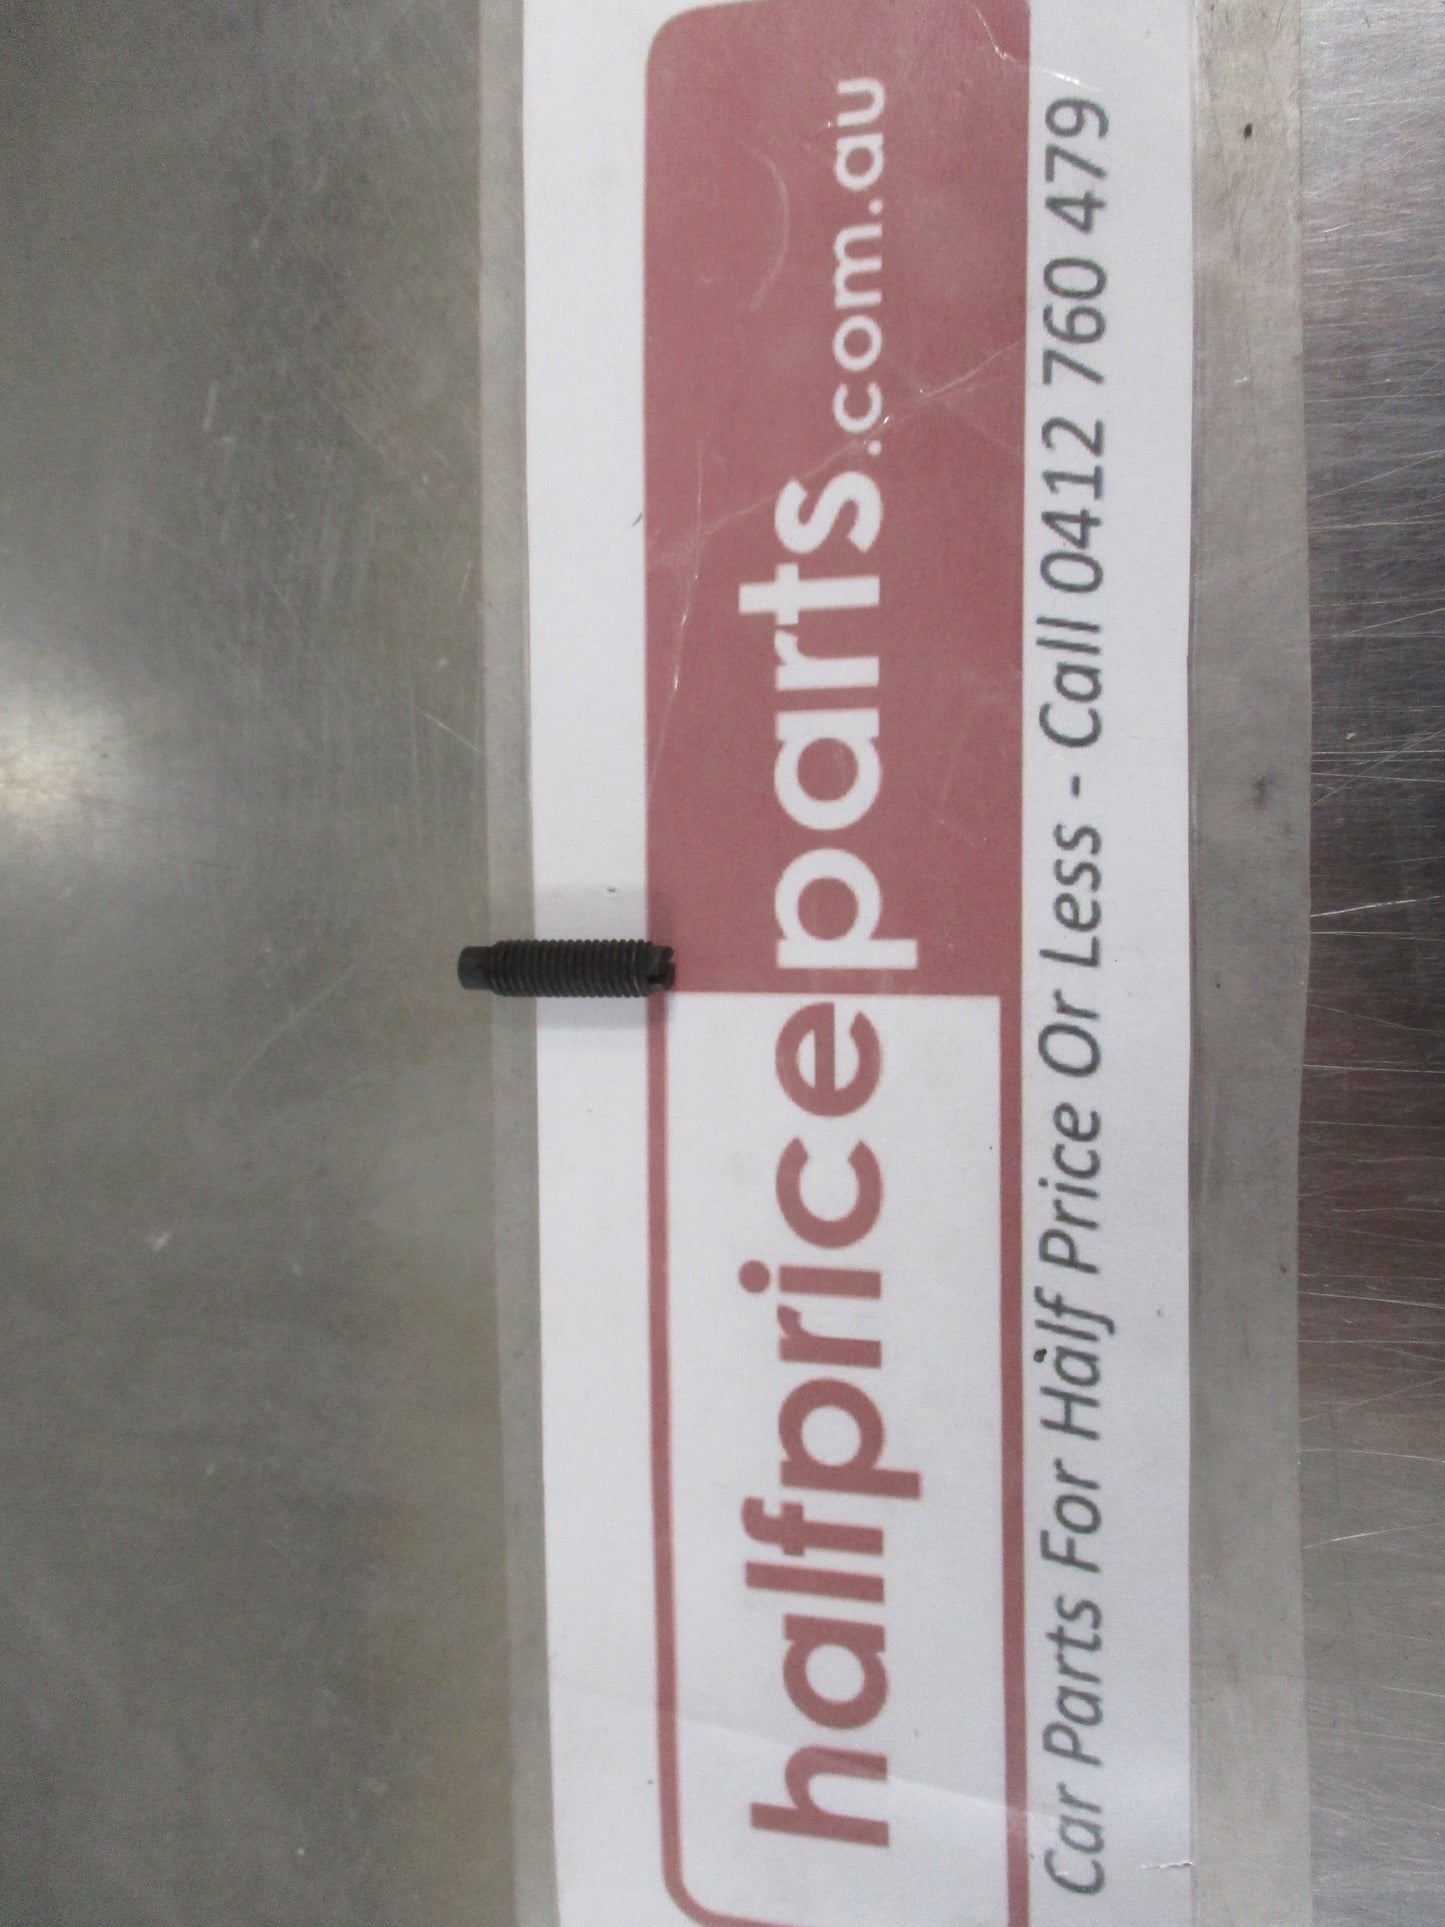 halfpriceparts.com.au
Car Parts For Half Price Or Less - Call 0412 760 479